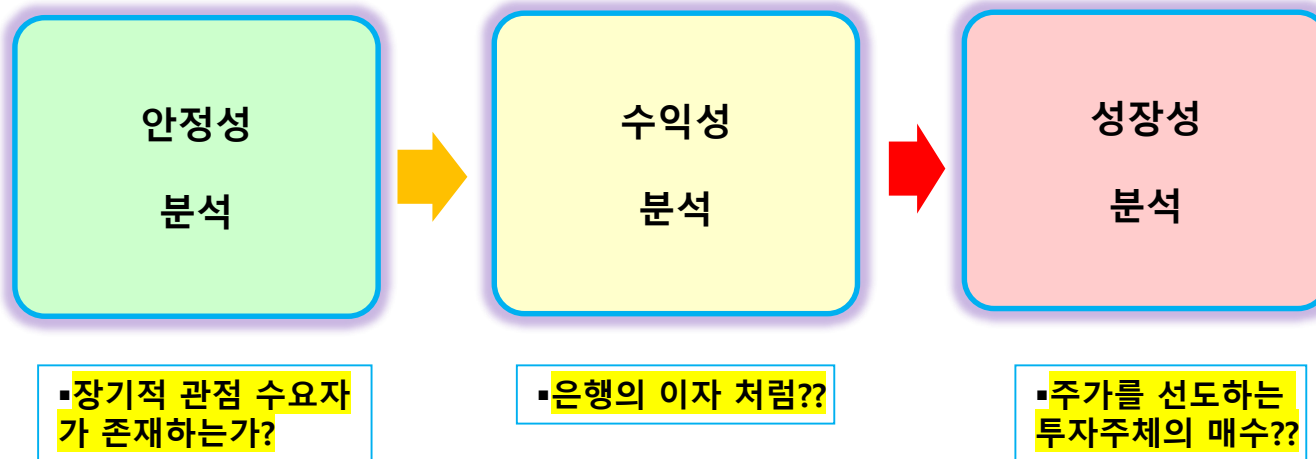 안정성
분석
수익성
분석
성장성
분석
▪장기적 관점 수요자
가 존재하는가?
▪은행의 이자 처럼??
▪주가를 선도하는
투자주체의 매수??